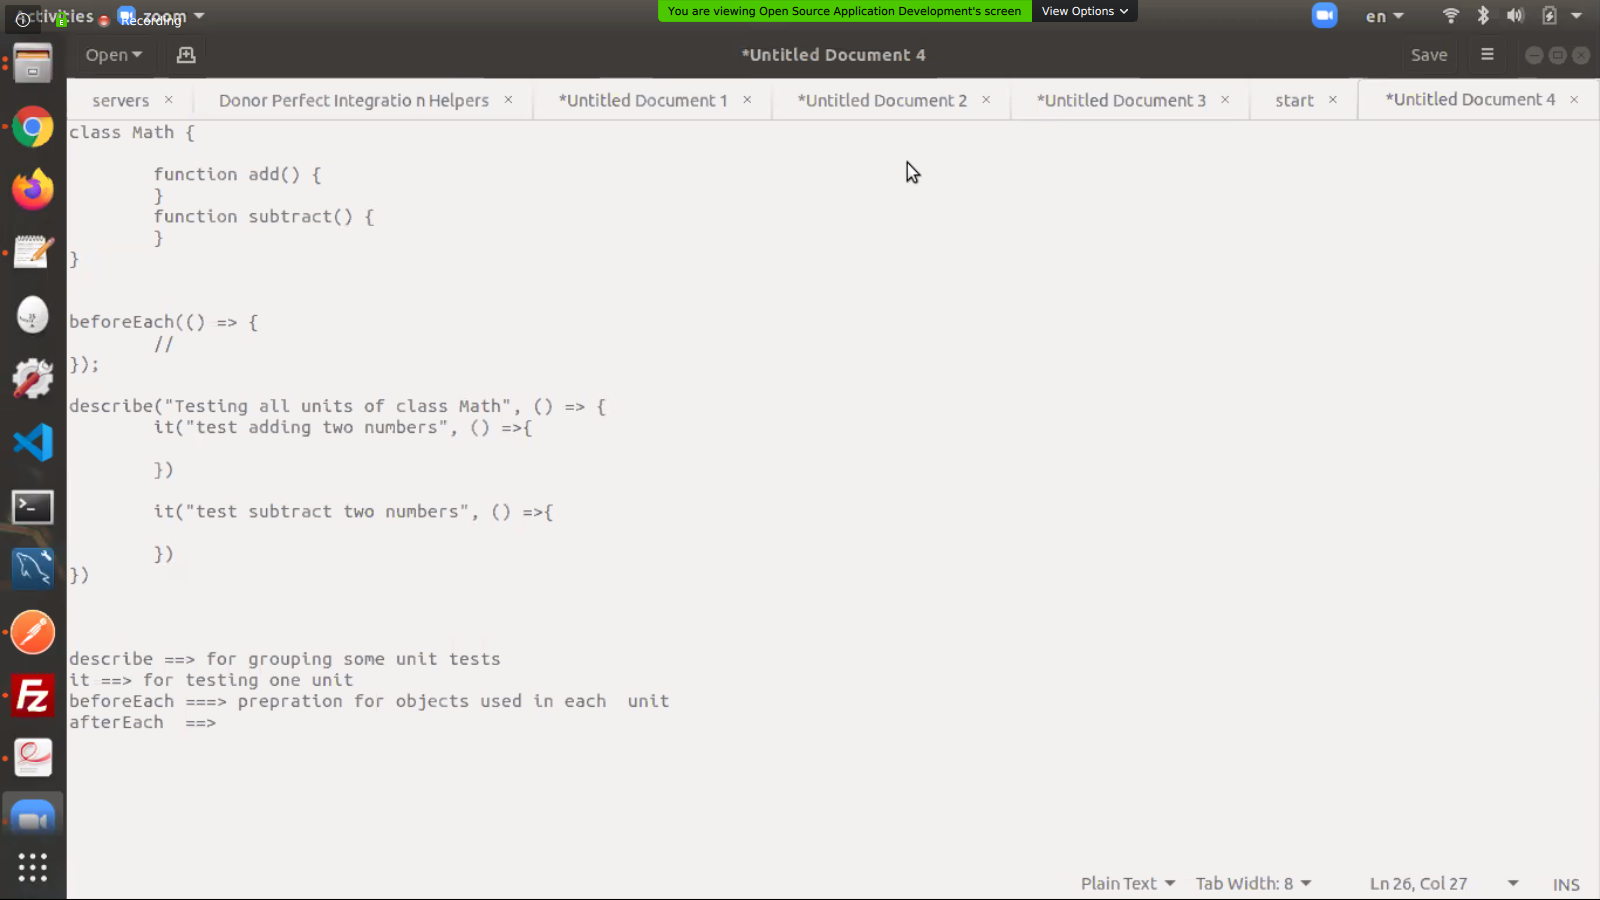 Activities
zoom
Recording
You are viewing Open Source Application Development's screen
View Options
en
Open
*Untitled Document 4
Save
servers
Donor Perfect Integratio n Helpers
*Untitled Document 1
*Untitled Document 2
*Untitled Document 3
start
*Untitled Document 4
class Math {
function add() {
}
function subtract() {
}
}
beforeEach(() => {
//
});
describe("Testing all units of class Math", () => {
it("test adding two numbers", () =>{
})
it("test subtract two numbers", () =>{
})
})
describe ==> for grouping some unit tests
it ==> for testing one unit
beforeEach ===> prepration for objects used in each  unit
afterEach  ==>
Plain Text
Tab Width: 8
Ln 26, Col 27
INS